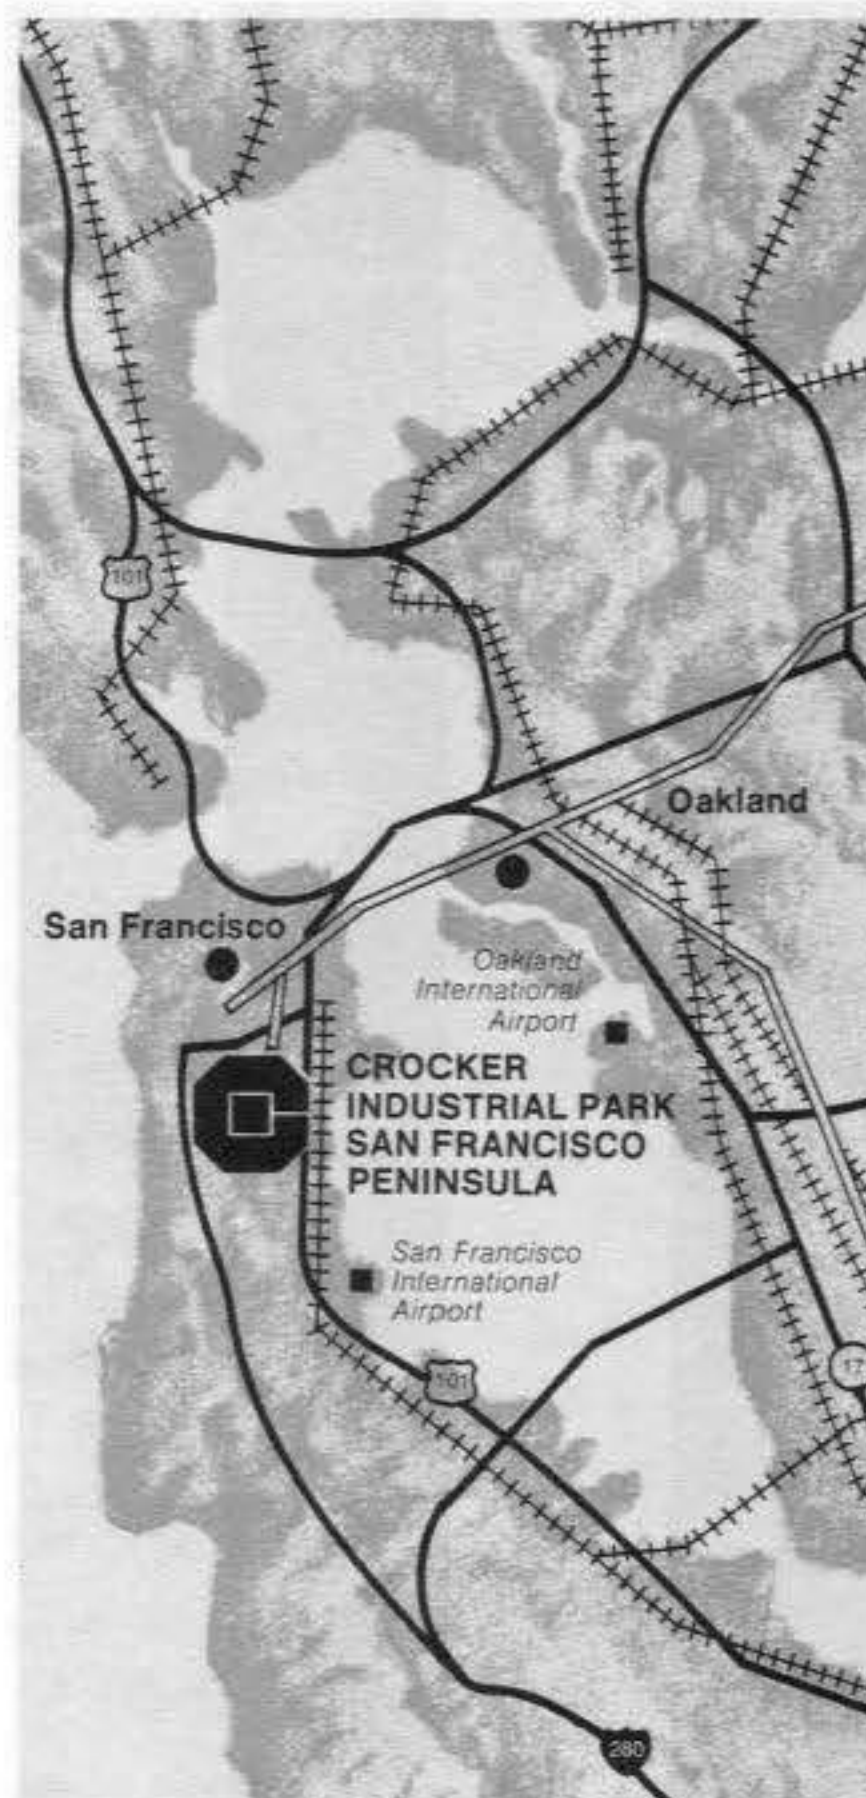 101
Oakland
San Francisco
Oakland
International
Airport
CROCKER
INDUSTRIAL PARK
SAN FRANCISCO
PENINSULA
San Francisco
International
Airport
17
101
280